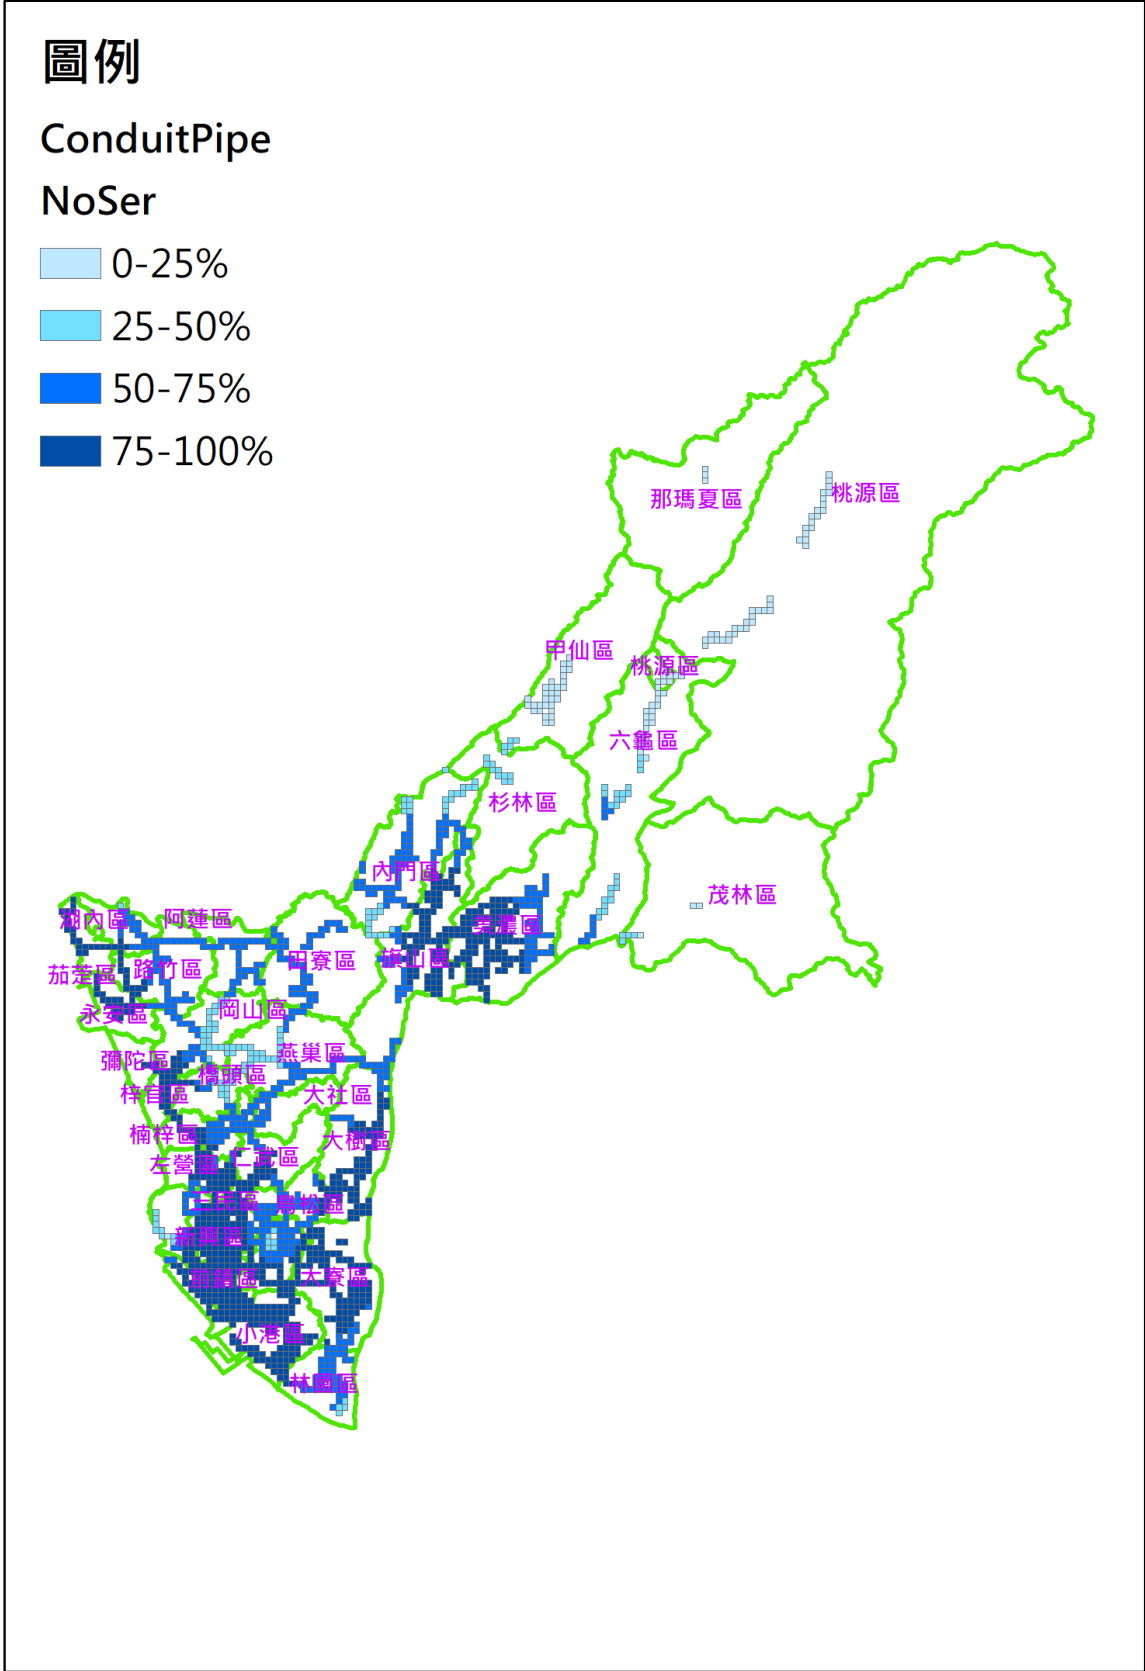 圖例
ConduitPipe
NoSer
0-25%
25-50%
50-75%
75-100%
那瑪夏區
桃源區
甲仙區
桃源區
六龜區
杉林區
內門區
茂林區
湖內區
阿蓮區
美濃區
茄萣區
路竹區
田寮區
旗山區
永安區
岡山區
彌陀區
燕巢區
橋頭區
梓官區
大社區
楠梓區
大樹區
左營區
仁武區
三民區
鳥松區
新興區
前鎮區
大寮區
小港區
林園區